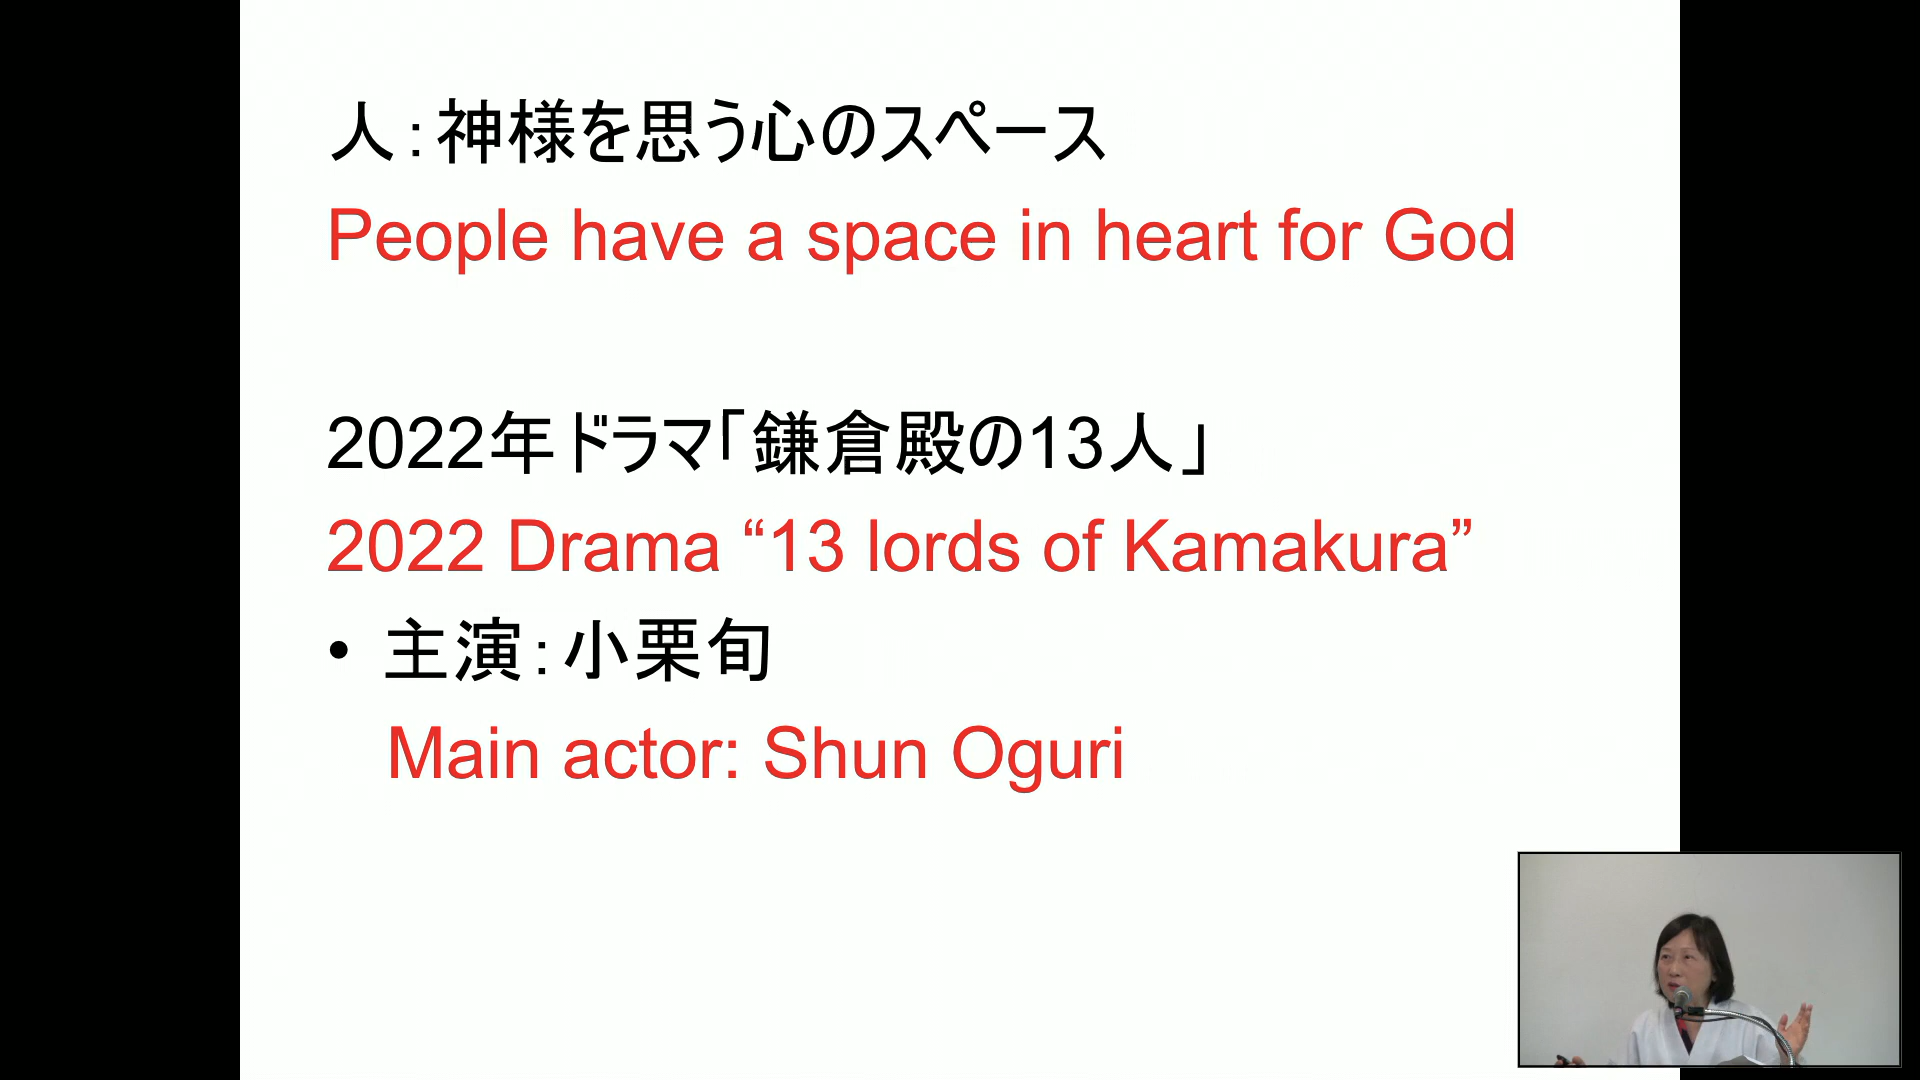 人：神様を思う心のスペース
People have a space in heart for God
2022年ドラマ「鎌倉殿の13人」
2022 Drama “13 lords of Kamakura”
• 主演：小栗旬
Main actor: Shun Oguri